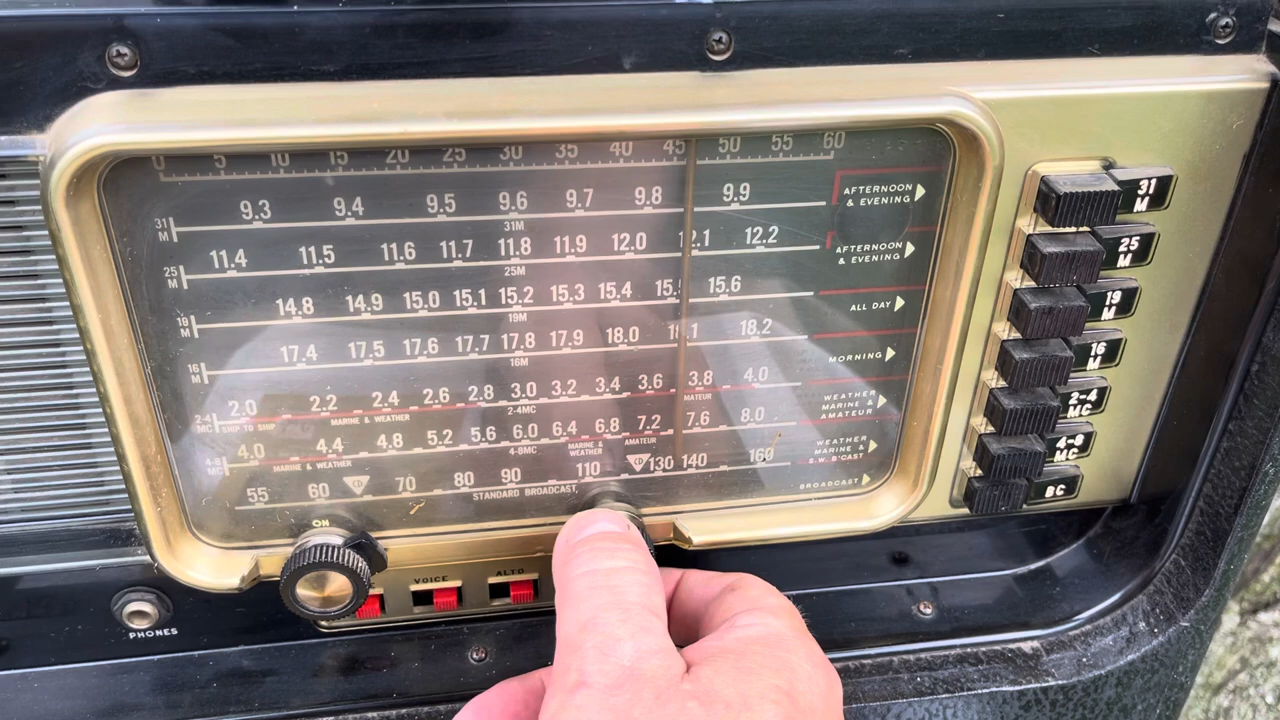 0 5 10 15 20 25 30 35 40 45 50 55 60
31 M 9.3 9.4 9.5 9.6 9.7 9.8 9.9
31M
AFTERNOON & EVENING
25 M 11.4 11.5 11.6 11.7 11.8 11.9 12.0 12.1 12.2
25M
AFTERNOON & EVENING
19 M 14.8 14.9 15.0 15.1 15.2 15.3 15.4 15.5 15.6
19M
ALL DAY
16 M 17.4 17.5 17.6 17.7 17.8 17.9 18.0 18.1 18.2
16M
MORNING
2-4 MC 2.0 2.2 2.4 2.6 2.8 3.0 3.2 3.4 3.6 3.8 4.0
SHIP TO SHIP MARINE & WEATHER 2-4MC MATEUR
WEATHER MARINE & AMATEUR
4-8 MC 4.0 4.4 4.8 5.2 5.6 6.0 6.4 6.8 7.2 7.6 8.0
MARINE & WEATHER 4-8MC MARINE & WEATHER AMATEUR
WEATHER MARINE & S.W. B'CAST
55 60 CD 70 80 90 110 CD 130 140 160
STANDARD BROADCAST
BROADCAST
31 M
25 M
19 M
16 M
2-4 MC
4-8 MC
BC
ON
VOICE
ALTO
PHONES